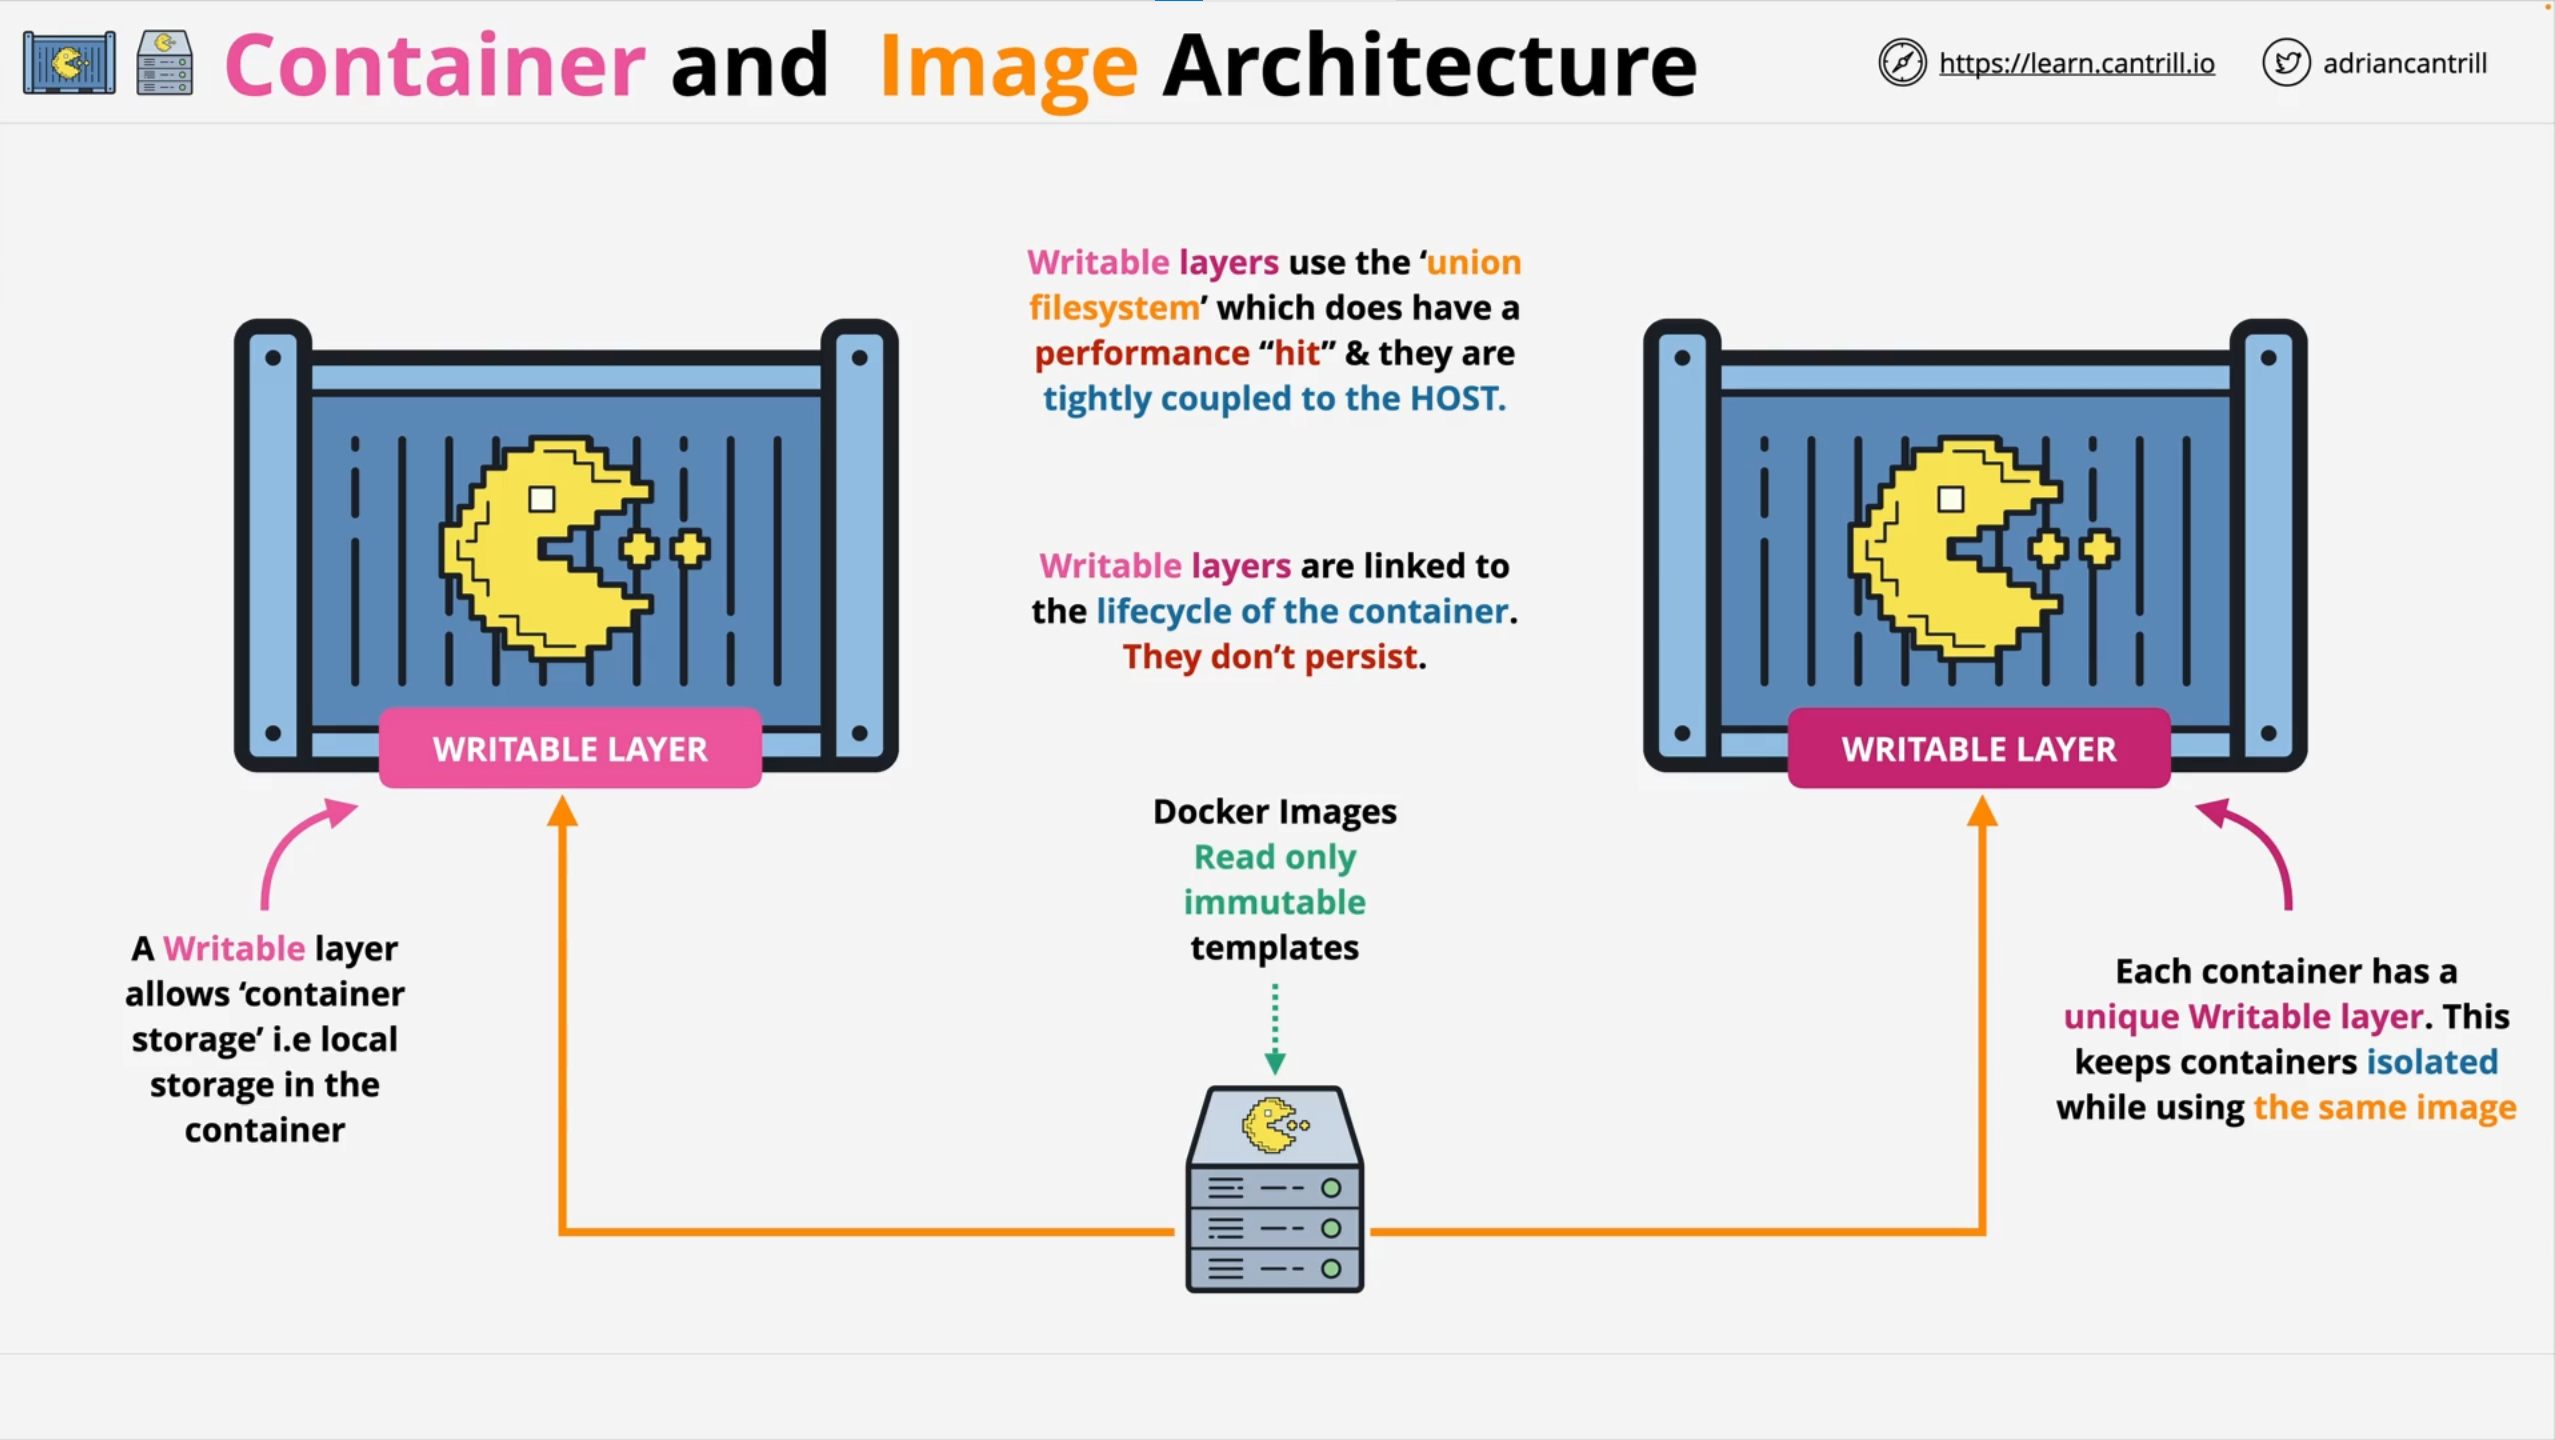 Container and Image Architecture
https://learn.cantrill.io
adriancantrill
Writable layers use the ‘union
filesystem’ which does have a
performance “hit” & they are
tightly coupled to the HOST.
Writable layers are linked to
the lifecycle of the container.
They don’t persist.
WRITABLE LAYER
WRITABLE LAYER
A Writable layer
allows ‘container
storage’ i.e local
storage in the
container
Docker Images
Read only
immutable
templates
Each container has a
unique Writable layer. This
keeps containers isolated
while using the same image